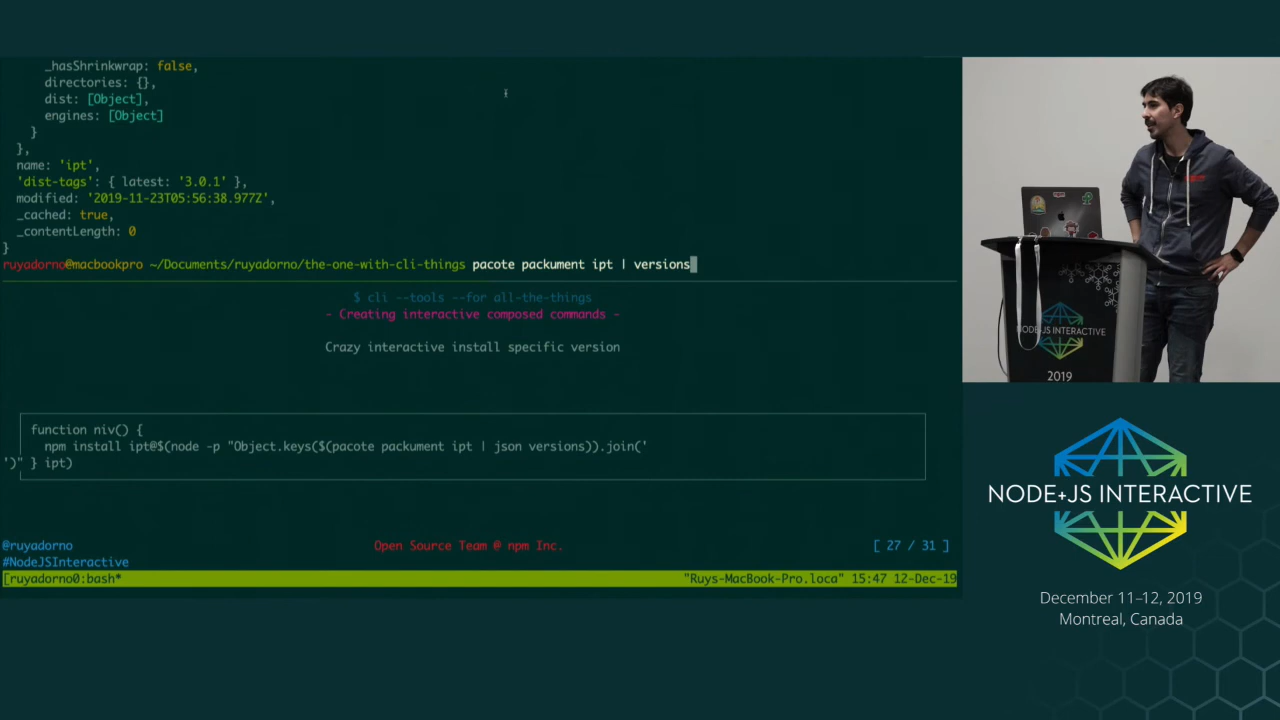 _hasShrinkwrap: false,
directories: {},
dist: [Object],
engines: [Object]
}
},
name: 'ipt',
'dist-tags': { latest: '3.0.1' },
modified: '2019-11-23T05:56:38.977Z',
_cached: true,
_contentLength: 0
}
ruyadorno@macbookpro ~/Documents/ruyadorno/the-one-with-cli-things pacote packument ipt | versions
$ cli --tools --for all-the-things
- Creating interactive composed commands -
Crazy interactive install specific version
function niv() {
npm install ipt@$(node -p "Object.keys($(pacote packument ipt | json versions)).join('
')" } ipt)
@ruyadorno
Open Source Team @ npm Inc.
[ 27 / 31 ]
#NodeJSInteractive
[ruyadorno0:bash*
"Ruys-MacBook-Pro.loca" 15:47 12-Dec-19
NODE+JS INTERACTIVE
2019
NODE+JS INTERACTIVE
December 11–12, 2019
Montreal, Canada